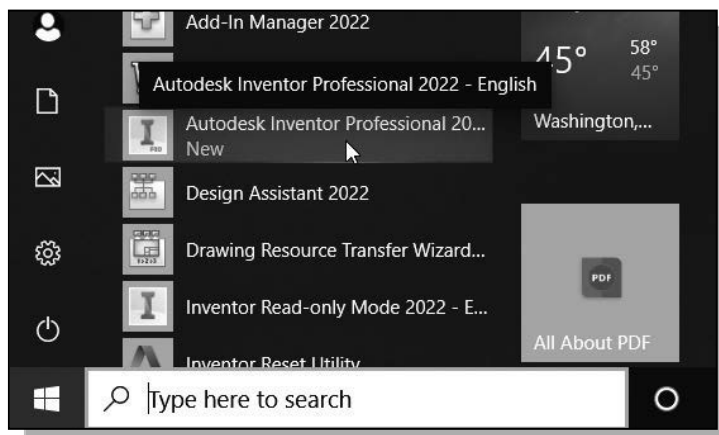 Add-In Manager 2022
Autodesk Inventor Professional 2022 - English
Autodesk Inventor Professional 20...
New
Design Assistant 2022
Drawing Resource Transfer Wizard...
Inventor Read-only Mode 2022 - E...
Inventor Reset Utility
Type here to search
45°
58°
45°
Washington,...
PDF
All About PDF